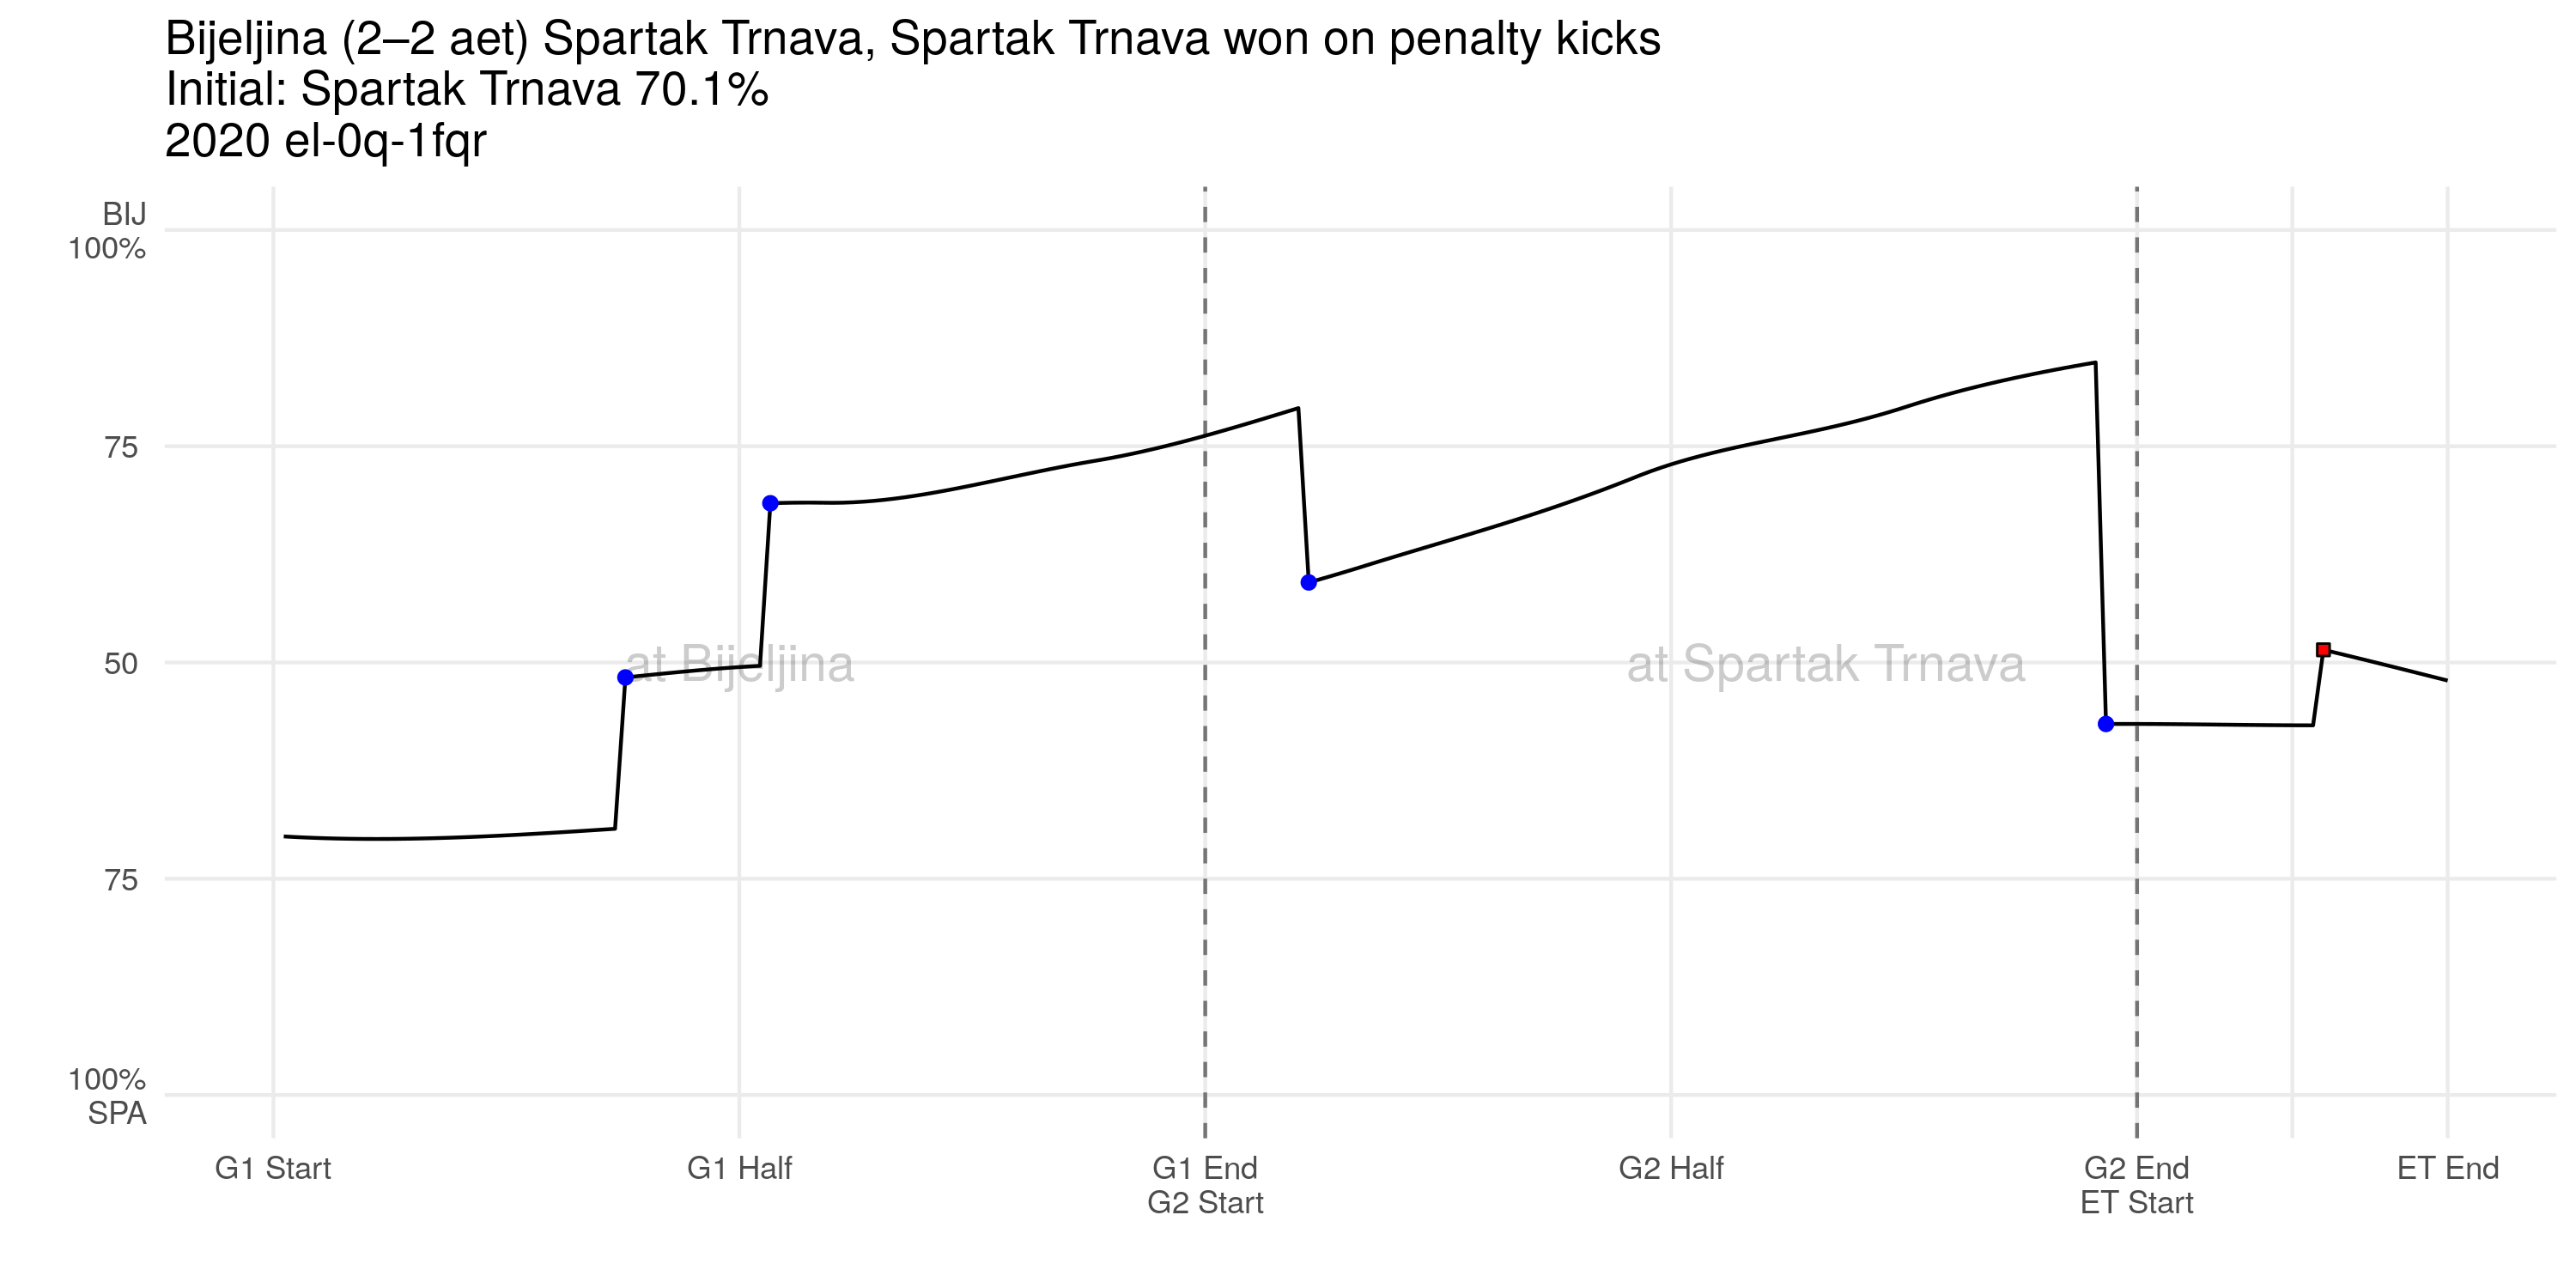 Bijeljina (2–2 aet) Spartak Trnava, Spartak Trnava won on penalty kicks
Initial: Spartak Trnava 70.1%
2020 el-0q-1fqr
BIJ
100%
75
50
75
100%
SPA
at Bijeljina
at Spartak Trnava
G1 Start
G1 Half
G1 End
G2 Start
G2 Half
G2 End
ET Start
ET End